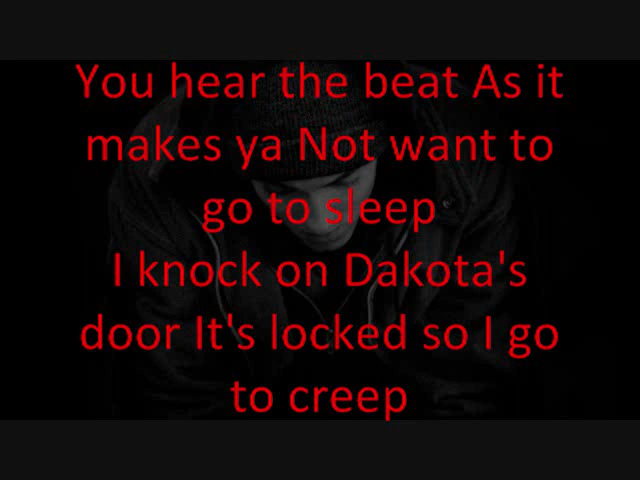 You hear the beat As it
makes ya Not want to
go to sleep
I knock on Dakota's
door It's locked so I go
to creep